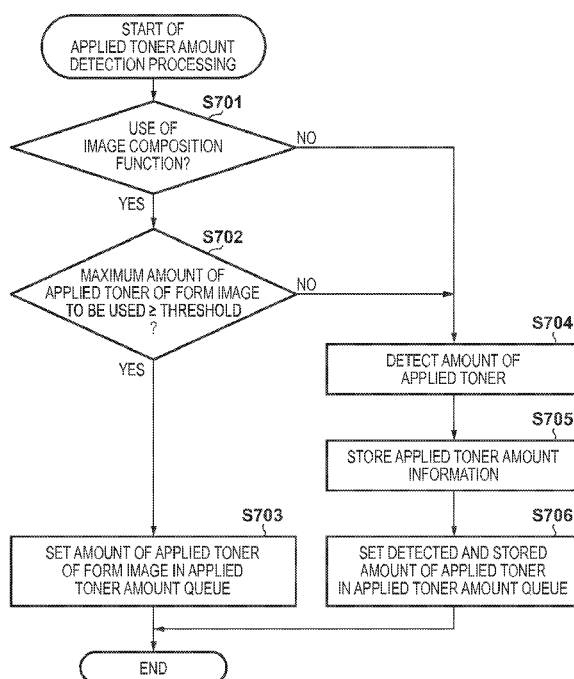 START OF
APPLIED TONER AMOUNT
DETECTION PROCESSING
S701
USE OF
IMAGE COMPOSITION
FUNCTION?
NO
YES
S702
MAXIMUM AMOUNT OF
APPLIED TONER OF FORM IMAGE
TO BE USED ≥ THRESHOLD
?
NO
YES
S704
DETECT AMOUNT OF
APPLIED TONER
S705
STORE APPLIED TONER AMOUNT
INFORMATION
S703
SET AMOUNT OF APPLIED TONER
OF FORM IMAGE IN APPLIED
TONER AMOUNT QUEUE
S706
SET DETECTED AND STORED
AMOUNT OF APPLIED TONER
IN APPLIED TONER AMOUNT QUEUE
END